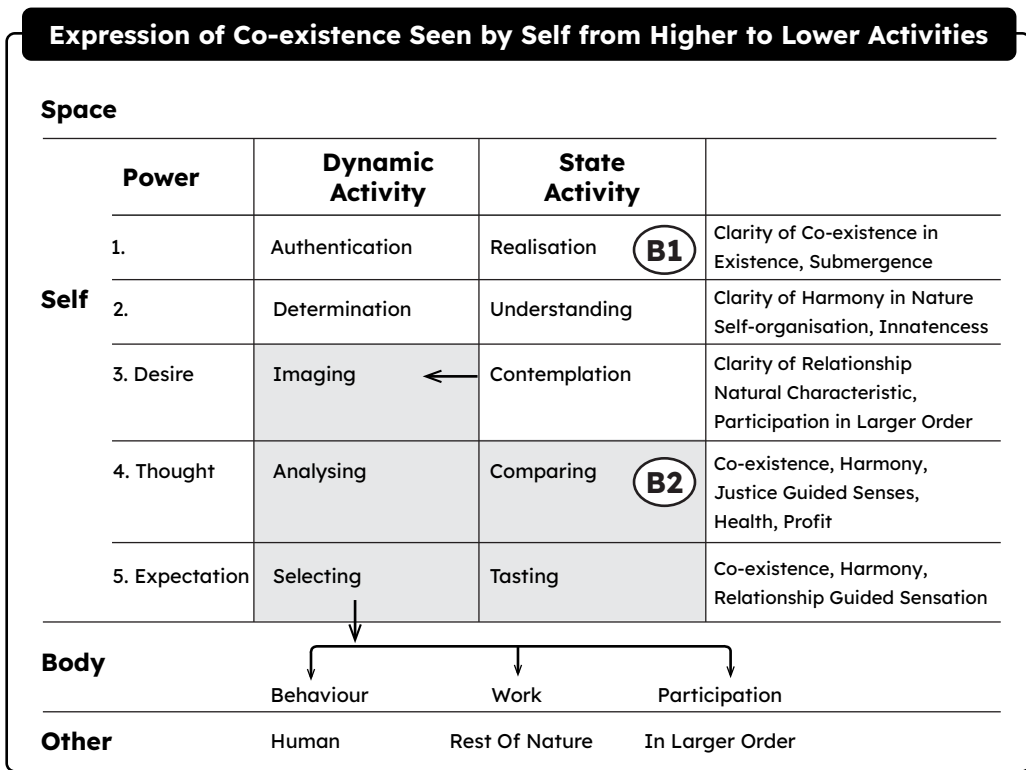 Expression of Co-existence Seen by Self from Higher to Lower Activities
Space
Power
Dynamic
Activity
State
Activity
Self
1.
Authentication
Realisation
B1
Clarity of Co-existence in
Existence, Submergence
2.
Determination
Understanding
Clarity of Harmony in Nature
Self-organisation, Innatencess
3. Desire
Imaging
Contemplation
Clarity of Relationship
Natural Characteristic,
Participation in Larger Order
4. Thought
Analysing
Comparing
B2
Co-existence, Harmony,
Justice Guided Senses,
Health, Profit
5. Expectation
Selecting
Tasting
Co-existence, Harmony,
Relationship Guided Sensation
Body
Behaviour
Work
Participation
Other
Human
Rest Of Nature
In Larger Order